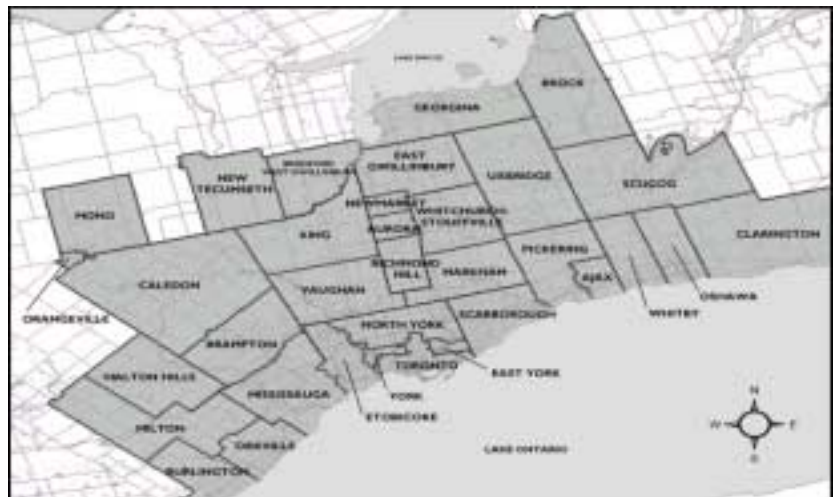 LAKE SIMCOE
BROCK
GEORGINA
EAST
GWILLIMBURY
BRADFORD
WEST GWILLIMBURY
NEW
TECUMSETH
UXBRIDGE
SCUGOG
MONO
NEWMARKET
WHITCHURCH-
STOUFFVILLE
KING
AURORA
CLARINGTON
PICKERING
RICHMOND
HILL
MARKHAM
CALEDON
VAUGHAN
AJAX
OSHAWA
WHITBY
ORANGEVILLE
SCARBOROUGH
NORTH YORK
BRAMPTON
TORONTO
EAST YORK
HALTON HILLS
MISSISSAUGA
YORK
ETOBICOKE
MILTON
OAKVILLE
BURLINGTON
LAKE ONTARIO
N
W E
S